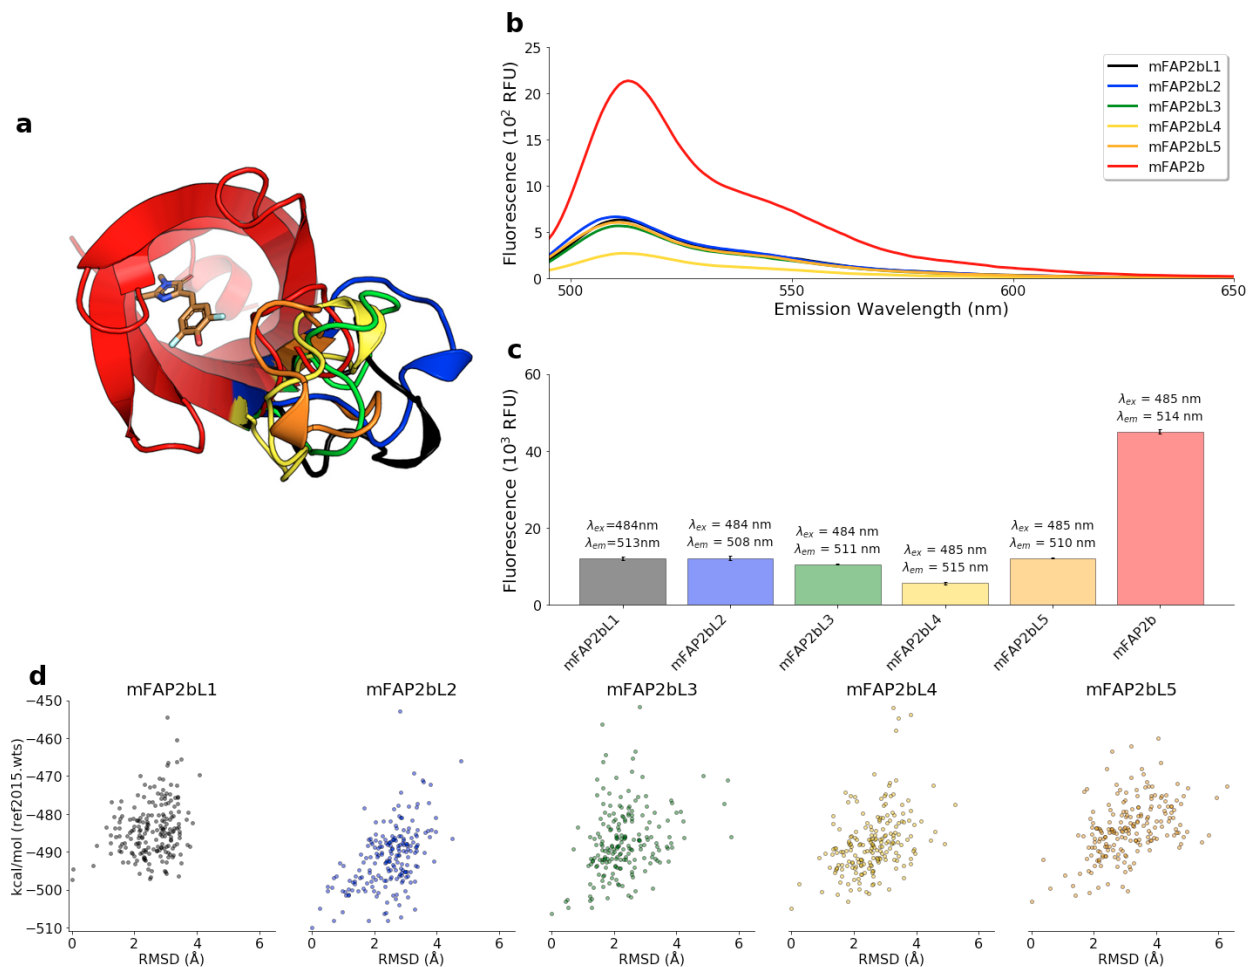 a
b
25
20
15
10
5
0
Fluorescence (10² RFU)
500
550
600
650
Emission Wavelength (nm)
mFAP2bL1
mFAP2bL2
mFAP2bL3
mFAP2bL4
mFAP2bL5
mFAP2b
c
60
40
20
0
Fluorescence (10³ RFU)
λex=484nm
λem=513nm
λex = 484 nm
λem = 508 nm
λex = 484 nm
λem = 511 nm
λex = 485 nm
λem = 515 nm
λex = 485 nm
λem = 510 nm
λex = 485 nm
λem = 514 nm
mFAP2bL1
mFAP2bL2
mFAP2bL3
mFAP2bL4
mFAP2bL5
mFAP2b
d
mFAP2bL1
mFAP2bL2
mFAP2bL3
mFAP2bL4
mFAP2bL5
−450
−460
−470
−480
−490
−500
−510
kcal/mol (ref2015.wts)
0 2 4 6
RMSD (Å)
0 2 4 6
RMSD (Å)
0 2 4 6
RMSD (Å)
0 2 4 6
RMSD (Å)
0 2 4 6
RMSD (Å)